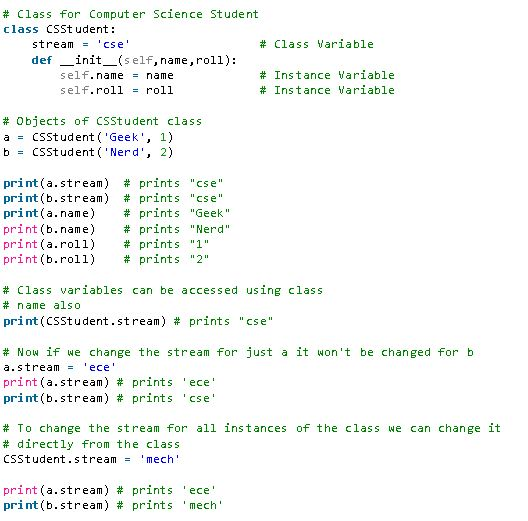 # Class for Computer Science Student
class CSStudent:
    stream = 'cse'                  # Class Variable
    def __init__(self,name,roll):
        self.name = name            # Instance Variable
        self.roll = roll            # Instance Variable

# Objects of CSStudent class
a = CSStudent('Geek', 1)
b = CSStudent('Nerd', 2)

print(a.stream)  # prints "cse"
print(b.stream)  # prints "cse"
print(a.name)    # prints "Geek"
print(b.name)    # prints "Nerd"
print(a.roll)    # prints "1"
print(b.roll)    # prints "2"

# Class variables can be accessed using class
# name also
print(CSStudent.stream) # prints "cse"

# Now if we change the stream for just a it won't be changed for b
a.stream = 'ece'
print(a.stream) # prints 'ece'
print(b.stream) # prints 'cse'

# To change the stream for all instances of the class we can change it
# directly from the class
CSStudent.stream = 'mech'

print(a.stream) # prints 'ece'
print(b.stream) # prints 'mech'